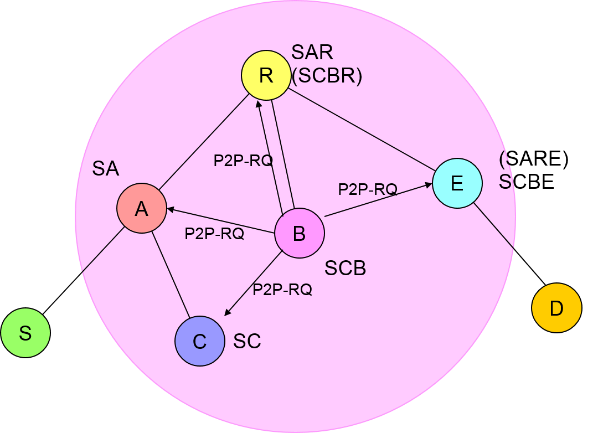 SAR
R
(SCBR)
P2P-RQ
(SARE)
SA
P2P-RQ
E
SCBE
A
P2P-RQ
B
SCB
P2P-RQ
D
S
C
SC